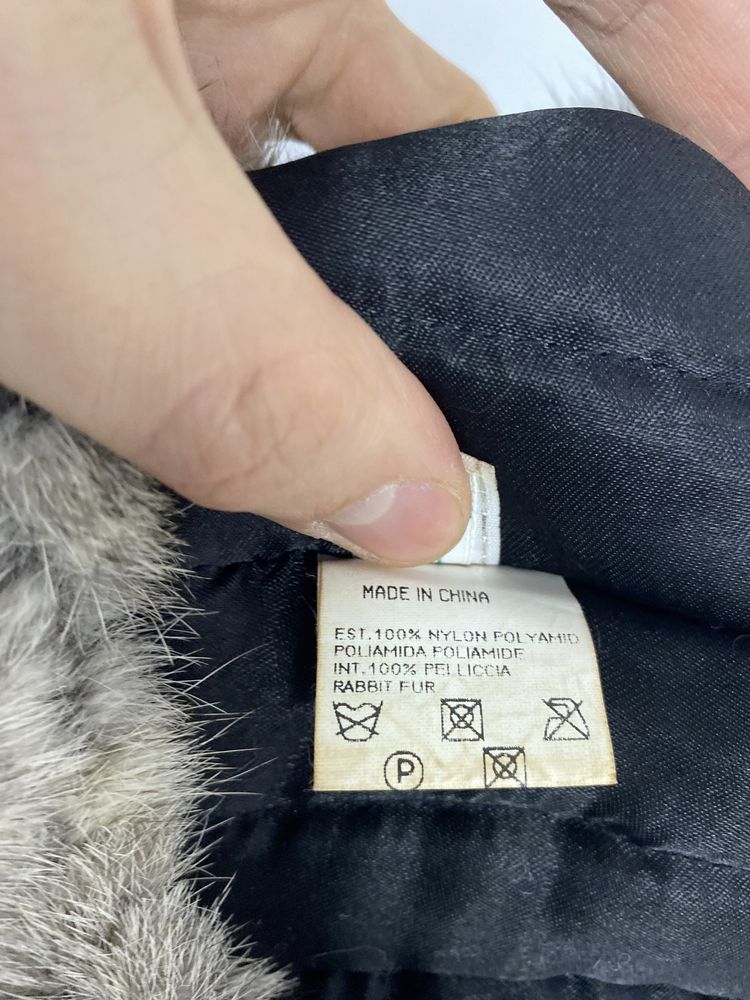 MADE IN CHINA
EST.100% NYLON POLYAMID
POLIAMIDA POLIAMIDE
INT.100% PELLICCIA
RABBIT FUR
P